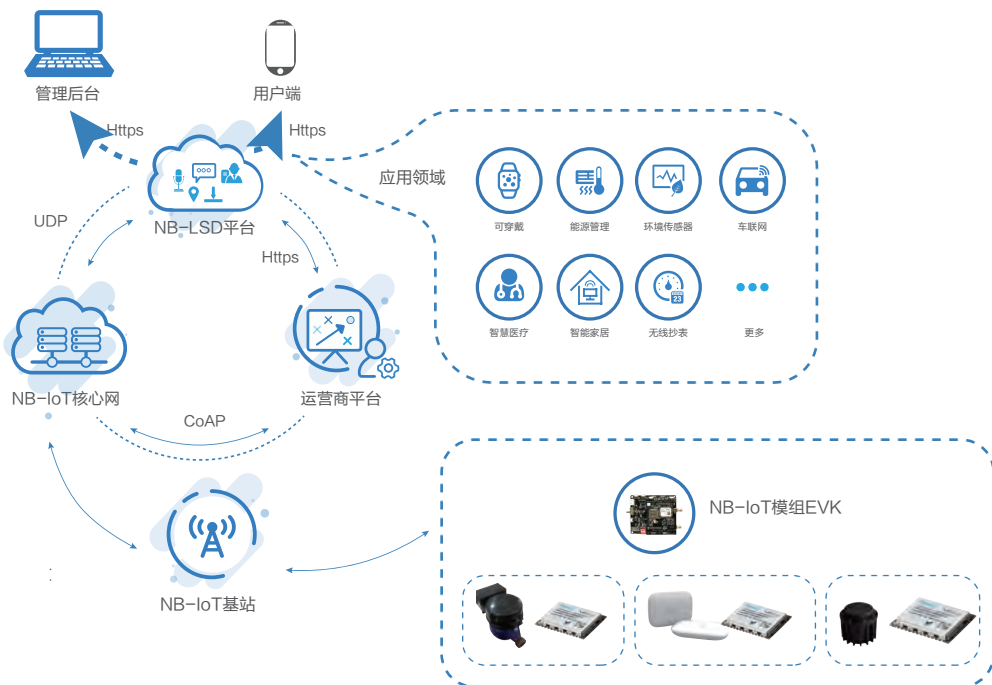 管理后台
用户端
Https
Https
应用领域
UDP
NB-LSD平台
可穿戴
能源管理
环境传感器
车联网
Https
智慧医疗
智能家居
23
无线抄表
更多
NB-IoT核心网
运营商平台
CoAP
NB-IoT模组EVK
NB-IoT基站
: